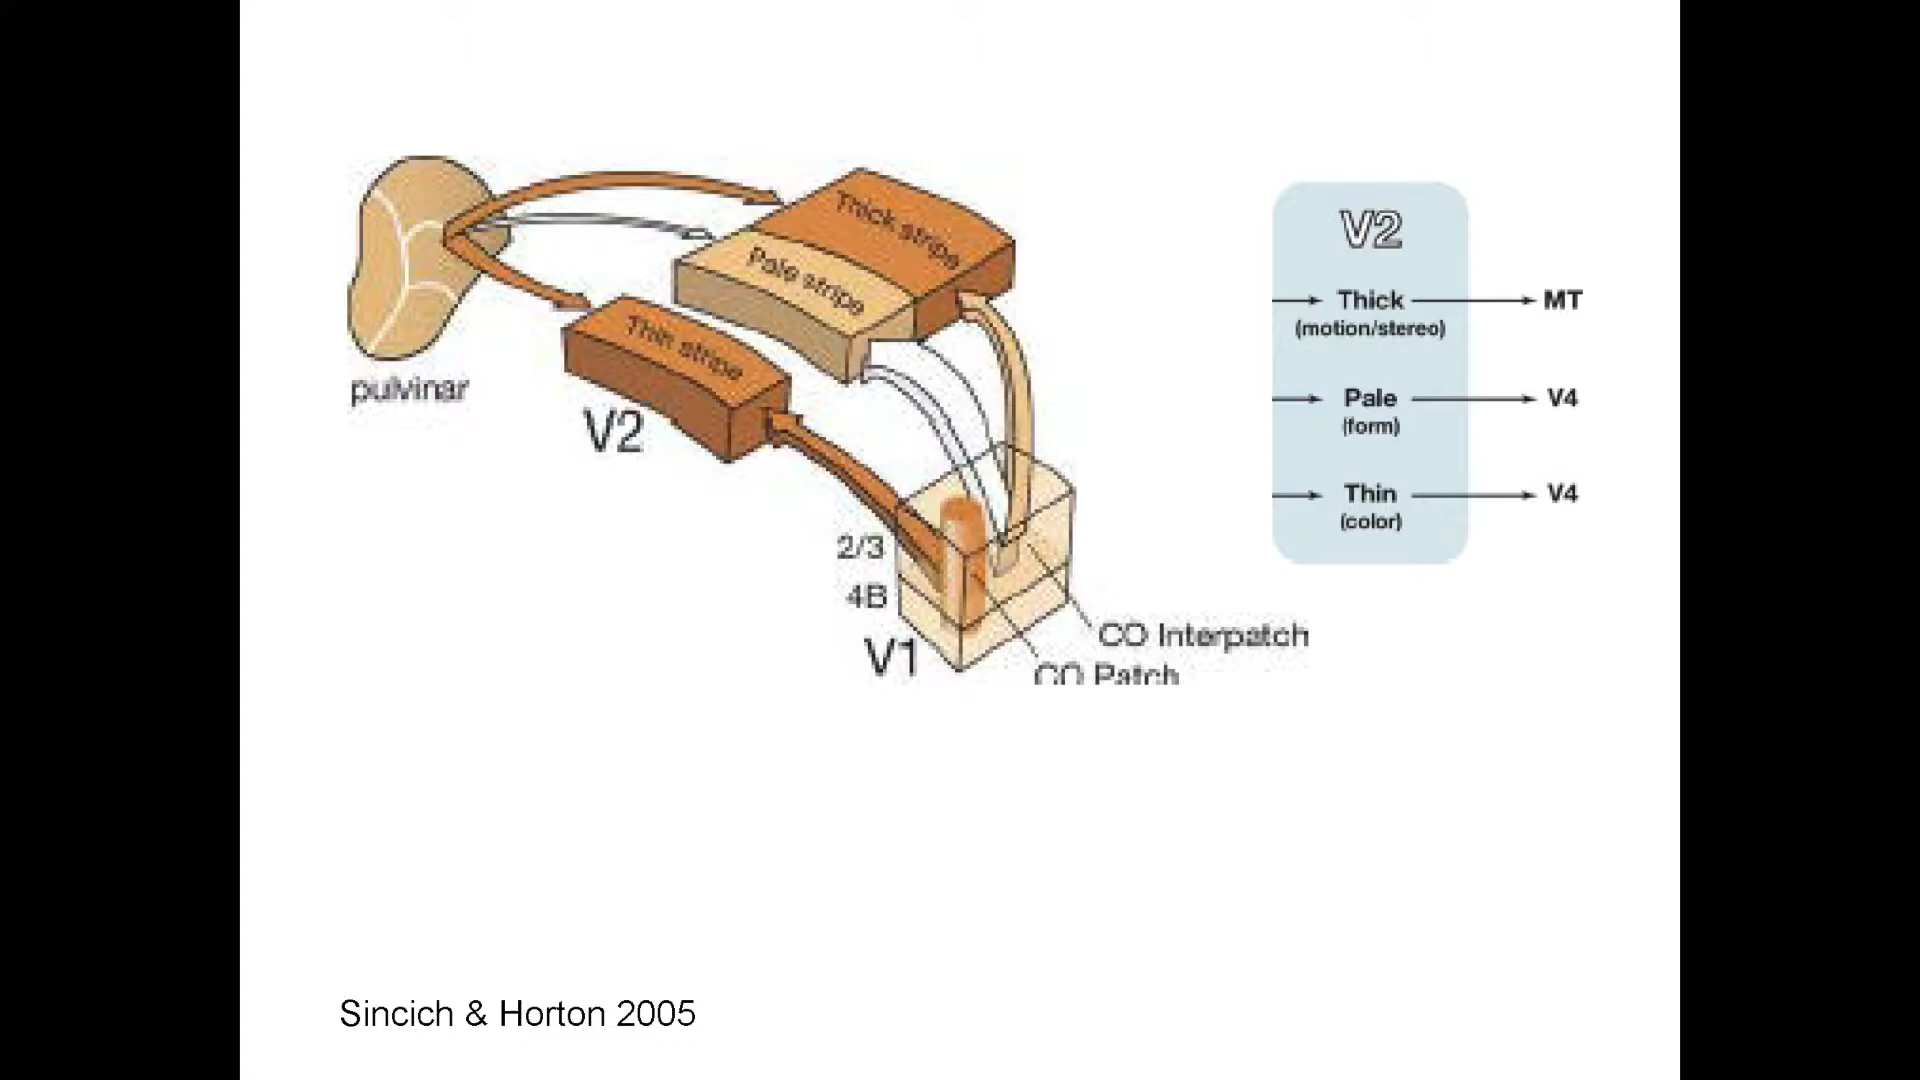 Thick stripe
Pale stripe
Thin stripe
pulvinar
V2
2/3
4B
V1
CO Interpatch
CO Patch
V2
Thick
MT
(motion/stereo)
Pale
V4
(form)
Thin
V4
(color)
Sincich & Horton 2005